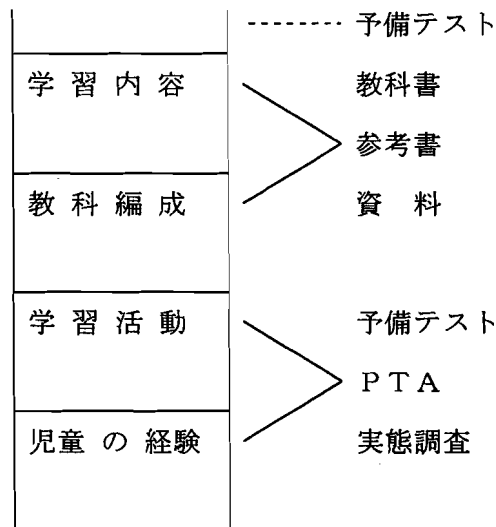 予備テスト
学習内容 教科書
参考書
教科編成 資料
学習活動 予備テスト
PTA
児童の経験 実態調査